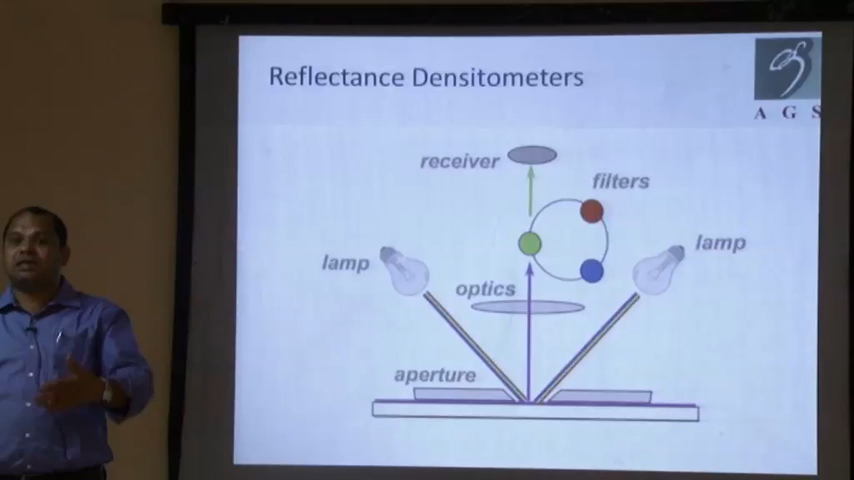 Reflectance Densitometers
A G S
receiver
filters
lamp
lamp
optics
aperture